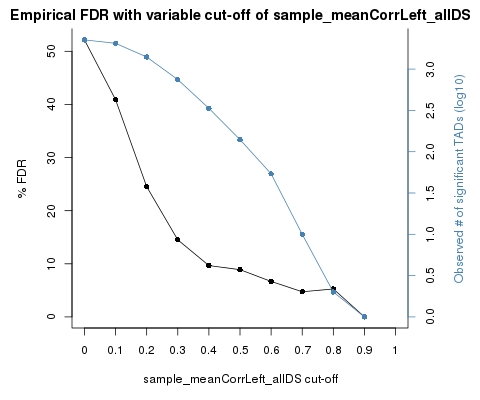 Empirical FDR with variable cut-off of sample_meanCorrLeft_allDS
50
40
30
20
10
0
% FDR
3.0
2.5
2.0
1.5
1.0
0.5
0.0
Observed # of significant TADs (log10)
0 0.1 0.2 0.3 0.4 0.5 0.6 0.7 0.8 0.9 1
sample_meanCorrLeft_allDS cut-off